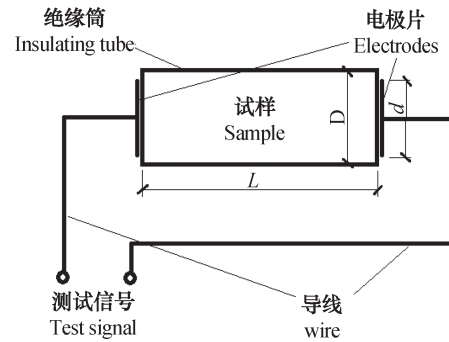 绝缘筒
Insulating tube
电极片
Electrodes
试样
Sample
D
d
L
测试信号
Test signal
导线
wire